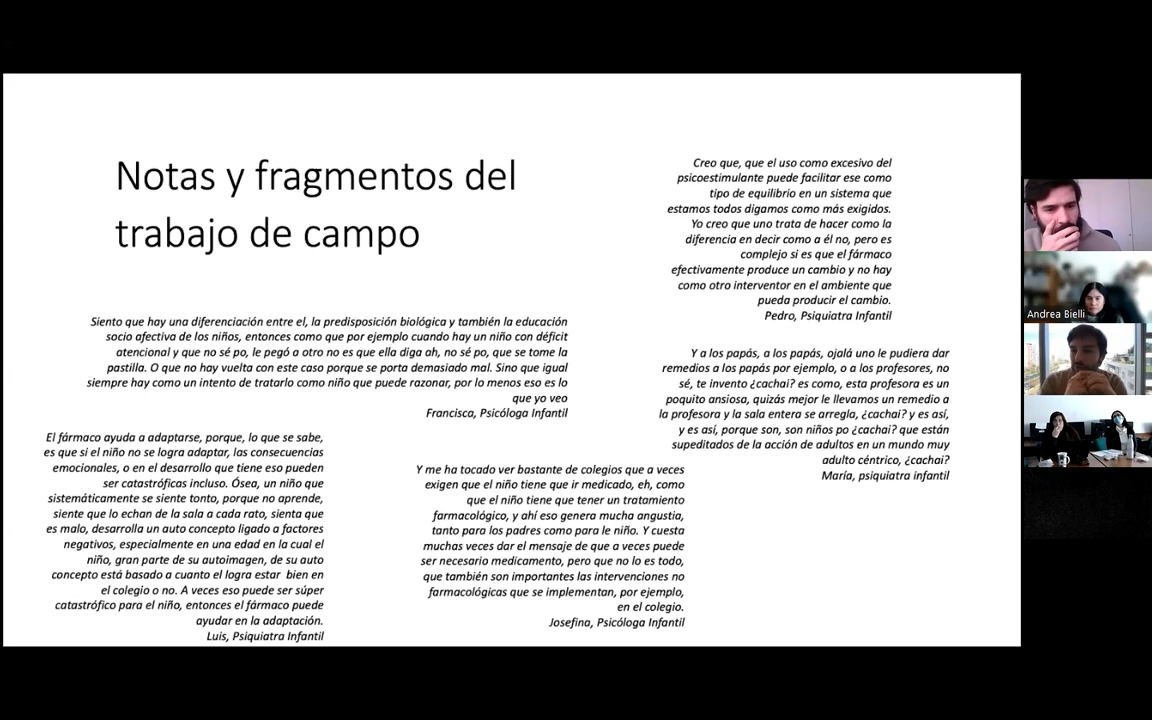 Notas y fragmentos del
trabajo de campo
Siento que hay una diferenciación entre el, la predisposición biológica y también la educación
socio afectiva de los niños, entonces como que por ejemplo cuando hay un niño con déficit
atencional y que no sé po, le pegó a otro no es que ella diga ah, no sé po, que se tome la
pastilla. O que no hay vuelta con este caso porque se porta demasiado mal. Sino que igual
siempre hay como un intento de tratarlo como niño que puede razonar, por lo menos eso es lo
que yo veo
Francisca, Psicóloga Infantil
El fármaco ayuda a adaptarse, porque, lo que se sabe,
es que si el niño no se logra adaptar, las consecuencias
emocionales, o en el desarrollo que tiene eso pueden
ser catastróficas incluso. Ósea, un niño que
sistemáticamente se siente tonto, porque no aprende,
siente que lo echan de la sala a cada rato, sienta que
es malo, desarrolla un auto concepto ligado a factores
negativos, especialmente en una edad en la cual el
niño, gran parte de su autoimagen, de su auto
concepto está basado a cuanto el logra estar bien en
el colegio o no. A veces eso puede ser súper
catastrófico para el niño, entonces el fármaco puede
ayudar en la adaptación.
Luis, Psiquiatra Infantil
Y me ha tocado ver bastante de colegios que a veces
exigen que el niño tiene que ir medicado, eh, como
que el niño tiene que tener un tratamiento
farmacológico, y ahí eso genera mucha angustia,
tanto para los padres como para le niño. Y cuesta
muchas veces dar el mensaje de que a veces puede
ser necesario medicamento, pero que no lo es todo,
que también son importantes las intervenciones no
farmacológicas que se implementan, por ejemplo,
en el colegio.
Josefina, Psicóloga Infantil
Creo que, que el uso como excesivo del
psicoestimulante puede facilitar ese como
tipo de equilibrio en un sistema que
estamos todos digamos como más exigidos.
Yo creo que uno trata de hacer como la
diferencia en decir como a él no, pero es
complejo si es que el fármaco
efectivamente produce un cambio y no hay
como otro interventor en el ambiente que
pueda producir el cambio.
Pedro, Psiquiatra Infantil
Y a los papás, a los papás, ojalá uno le pudiera dar
remedios a los papás por ejemplo, o a los profesores, no
sé, te invento ¿cachai? es como, esta profesora es un
poquito ansiosa, quizás mejor le llevamos un remedio a
la profesora y la sala entera se arregla, ¿cachai? y es así,
y es así, porque son, son niños po ¿cachai? que están
supeditados de la acción de adultos en un mundo muy
adulto céntrico, ¿cachai?
María, psiquiatra infantil
Andrea Bielli